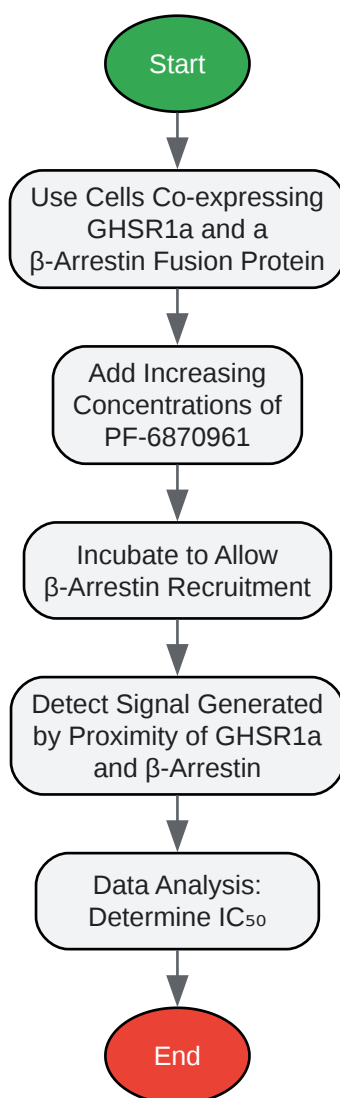 Start
Use Cells Co-expressing
GHSR1a and a
β-Arrestin Fusion Protein
Add Increasing
Concentrations of
PF-6870961
Incubate to Allow
β-Arrestin Recruitment
Detect Signal Generated
by Proximity of GHSR1a
and β-Arrestin
Data Analysis:
Determine IC₅₀
End